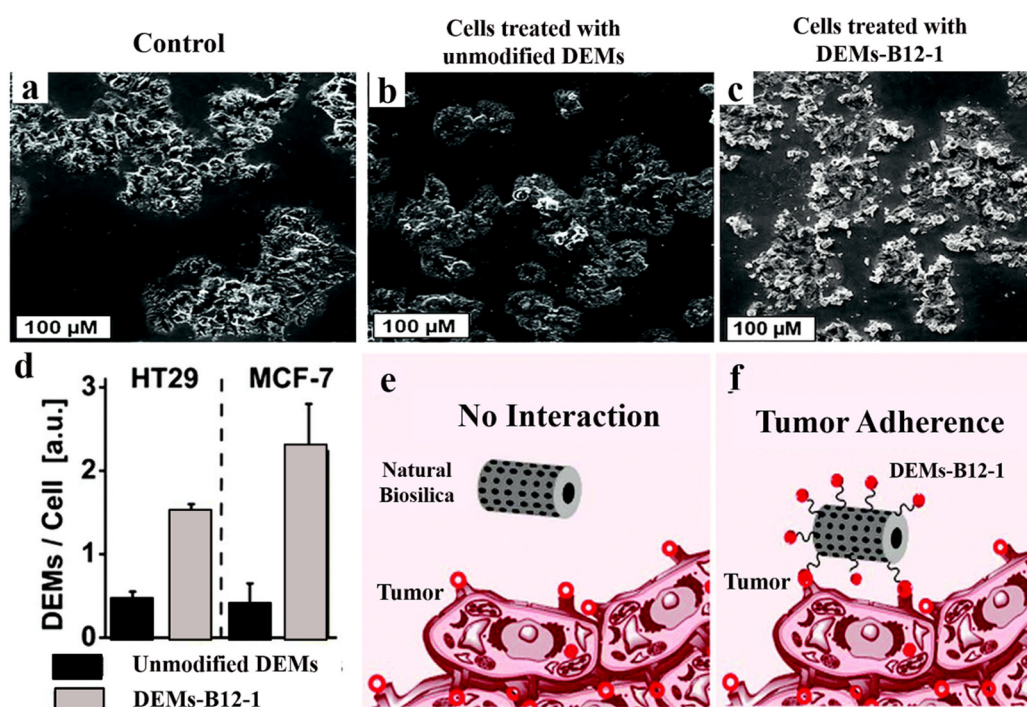 Control
Cells treated with
unmodified DEMs
Cells treated with
DEMs-B12-1
a
b
c
100 µM
100 µM
100 µM
d
HT29
MCF-7
3
2
1
0
DEMs / Cell [a.u.]
Unmodified DEMs
DEMs-B12-1
e
No Interaction
Natural
Biosilica
Tumor
f
Tumor Adherence
DEMs-B12-1
Tumor